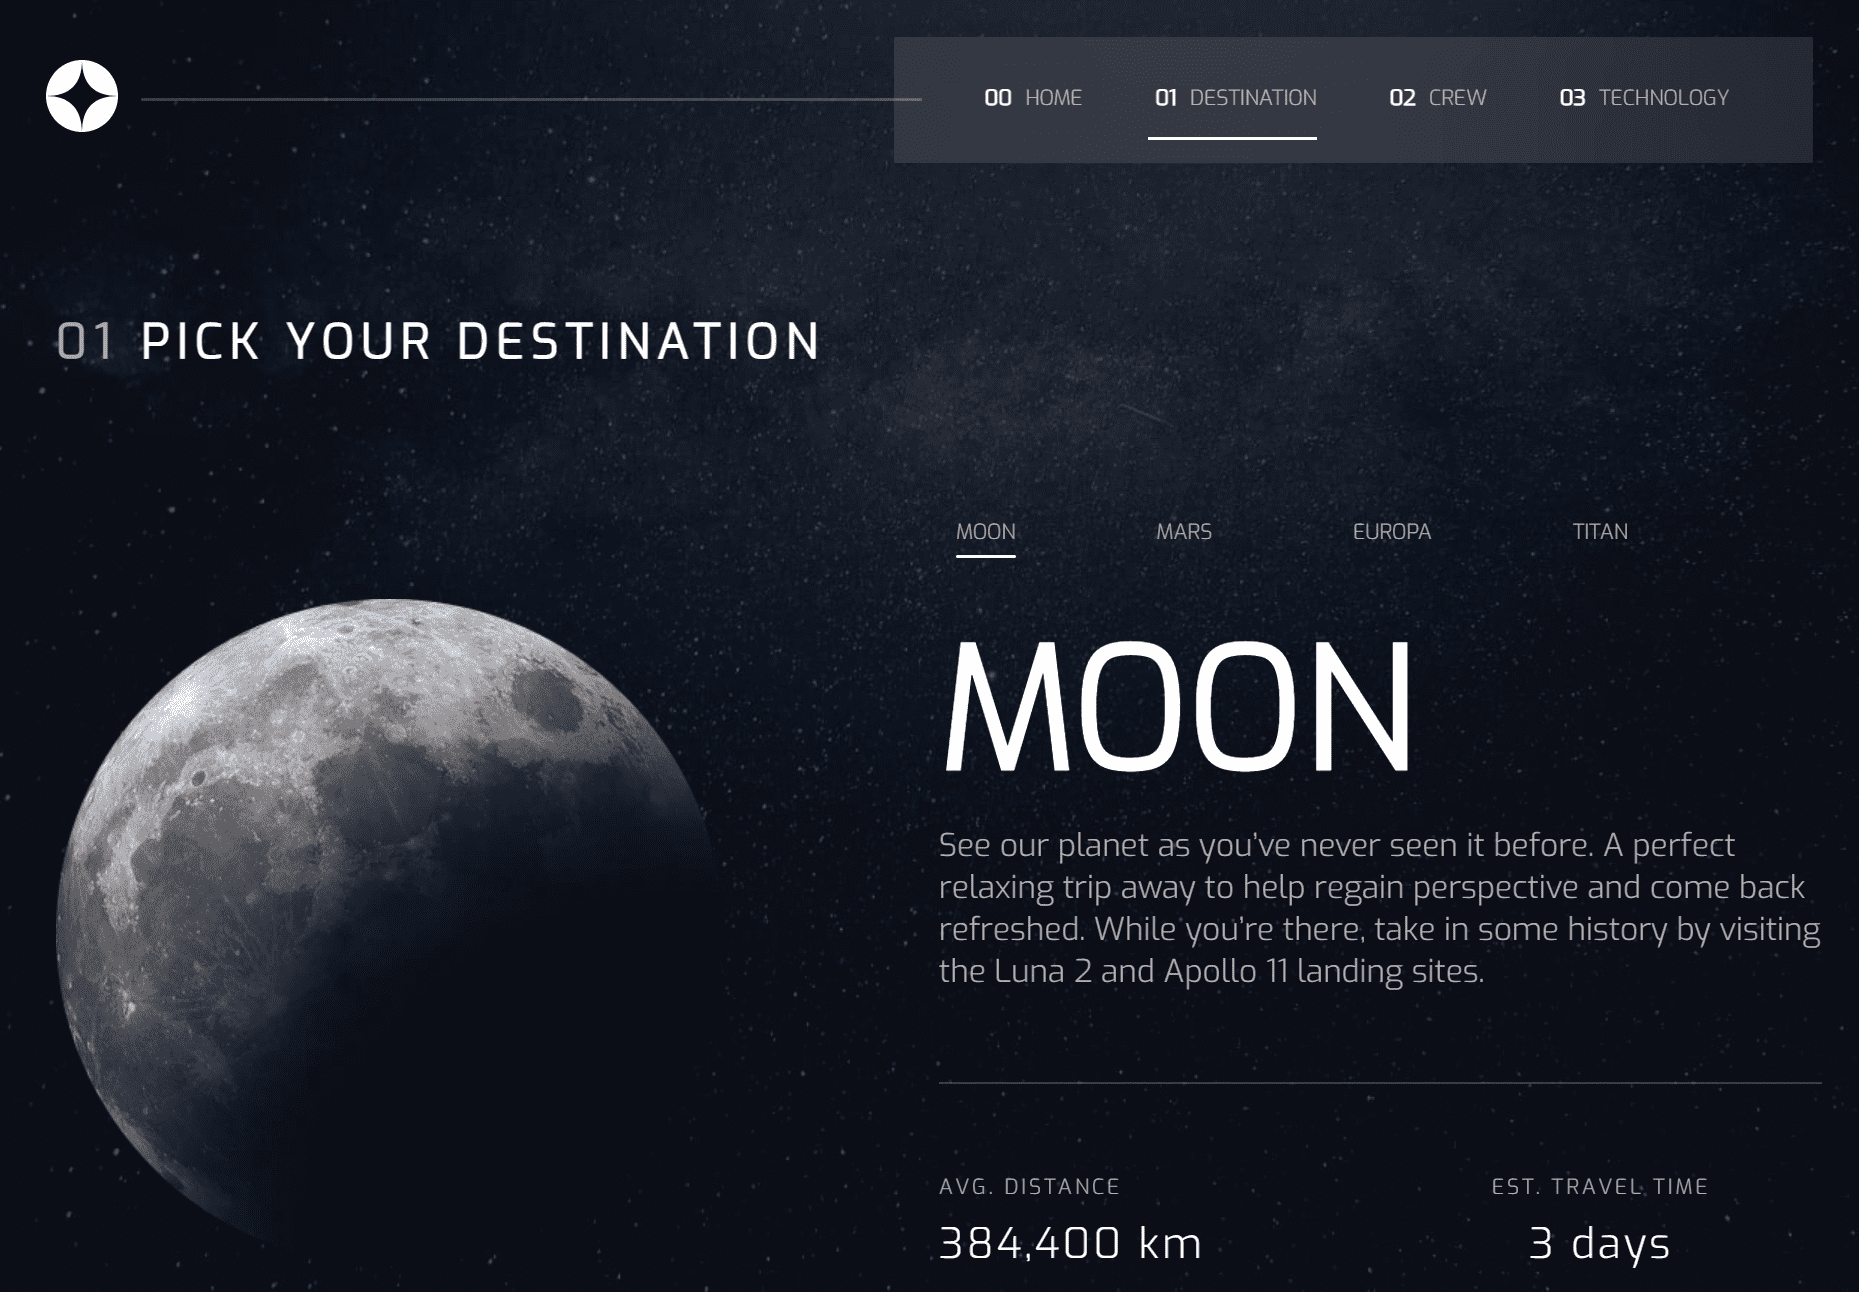 00 HOME 01 DESTINATION 02 CREW 03 TECHNOLOGY
01 PICK YOUR DESTINATION
MOON MARS EUROPA TITAN
MOON
See our planet as you’ve never seen it before. A perfect
relaxing trip away to help regain perspective and come back
refreshed. While you’re there, take in some history by visiting
the Luna 2 and Apollo 11 landing sites.
AVG. DISTANCE EST. TRAVEL TIME
384,400 km 3 days